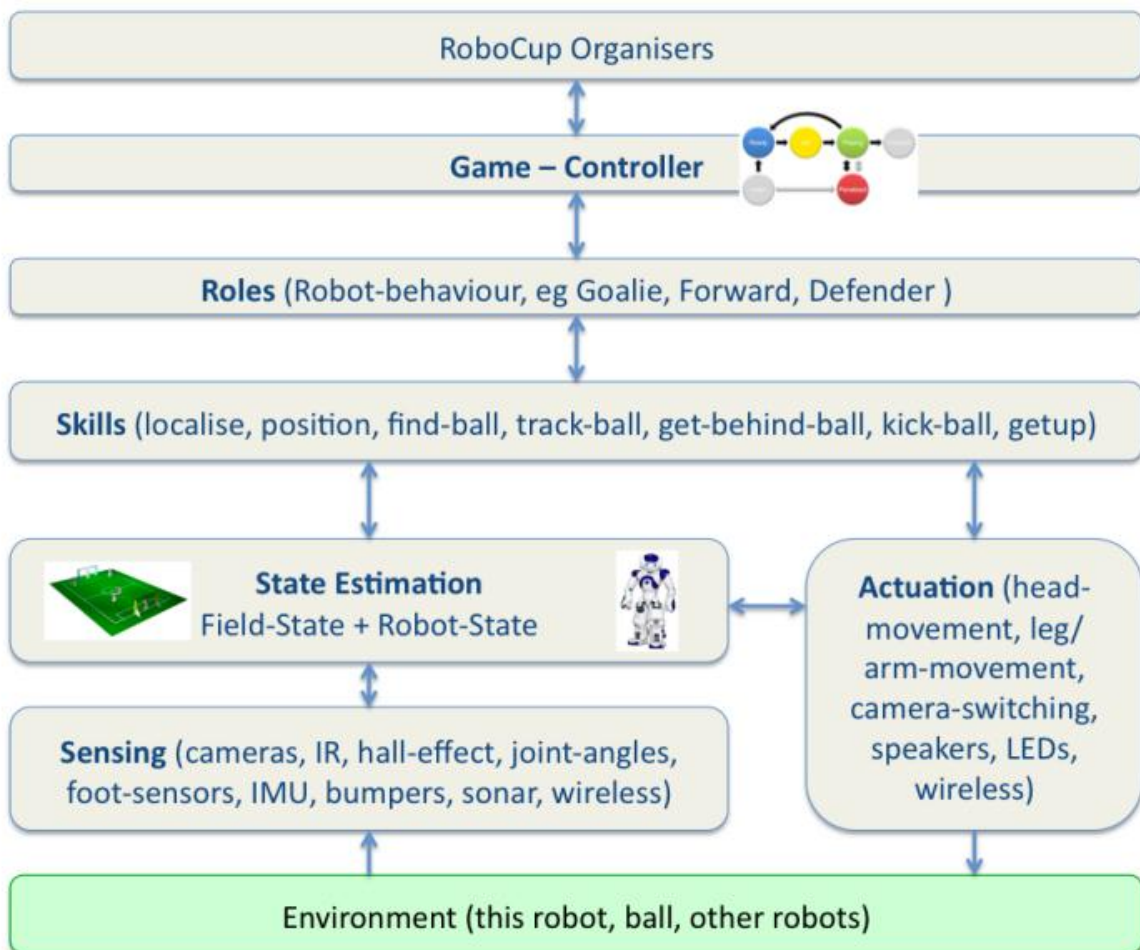 RoboCup Organisers
Game – Controller
Roles (Robot-behaviour, eg Goalie, Forward, Defender )
Skills (localise, position, find-ball, track-ball, get-behind-ball, kick-ball, getup)
State Estimation
Field-State + Robot-State
Actuation (head-
movement, leg/
arm-movement,
camera-switching,
speakers, LEDs,
wireless)
Sensing (cameras, IR, hall-effect, joint-angles,
foot-sensors, IMU, bumpers, sonar, wireless)
Environment (this robot, ball, other robots)